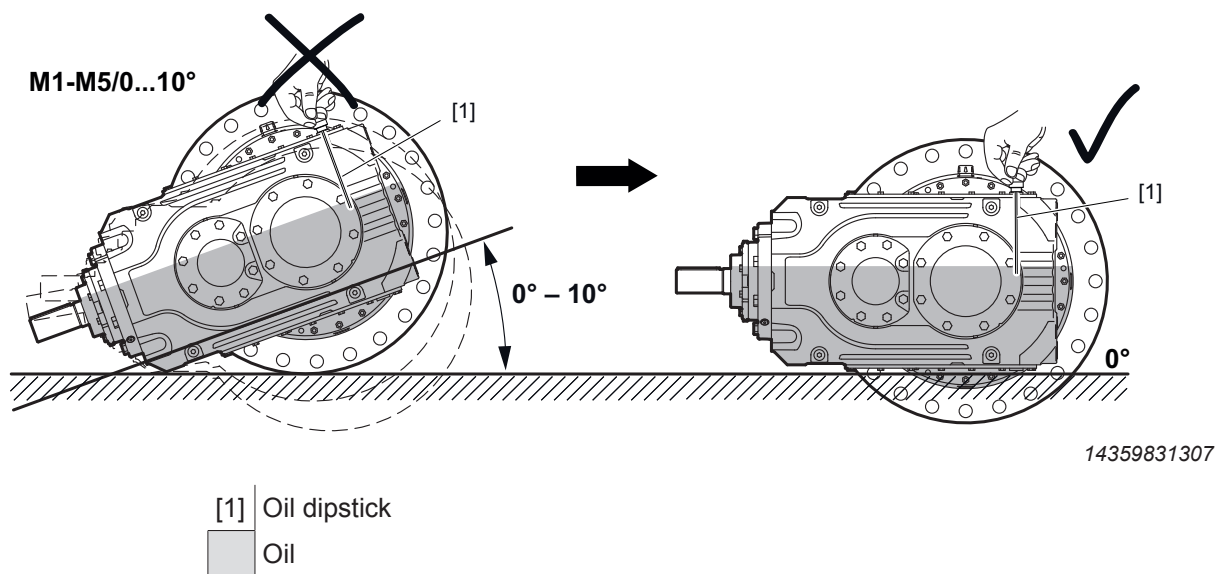 M1-M5/0...10°
[1]
[1]
0° – 10°
0°
14359831307
[1] Oil dipstick
Oil